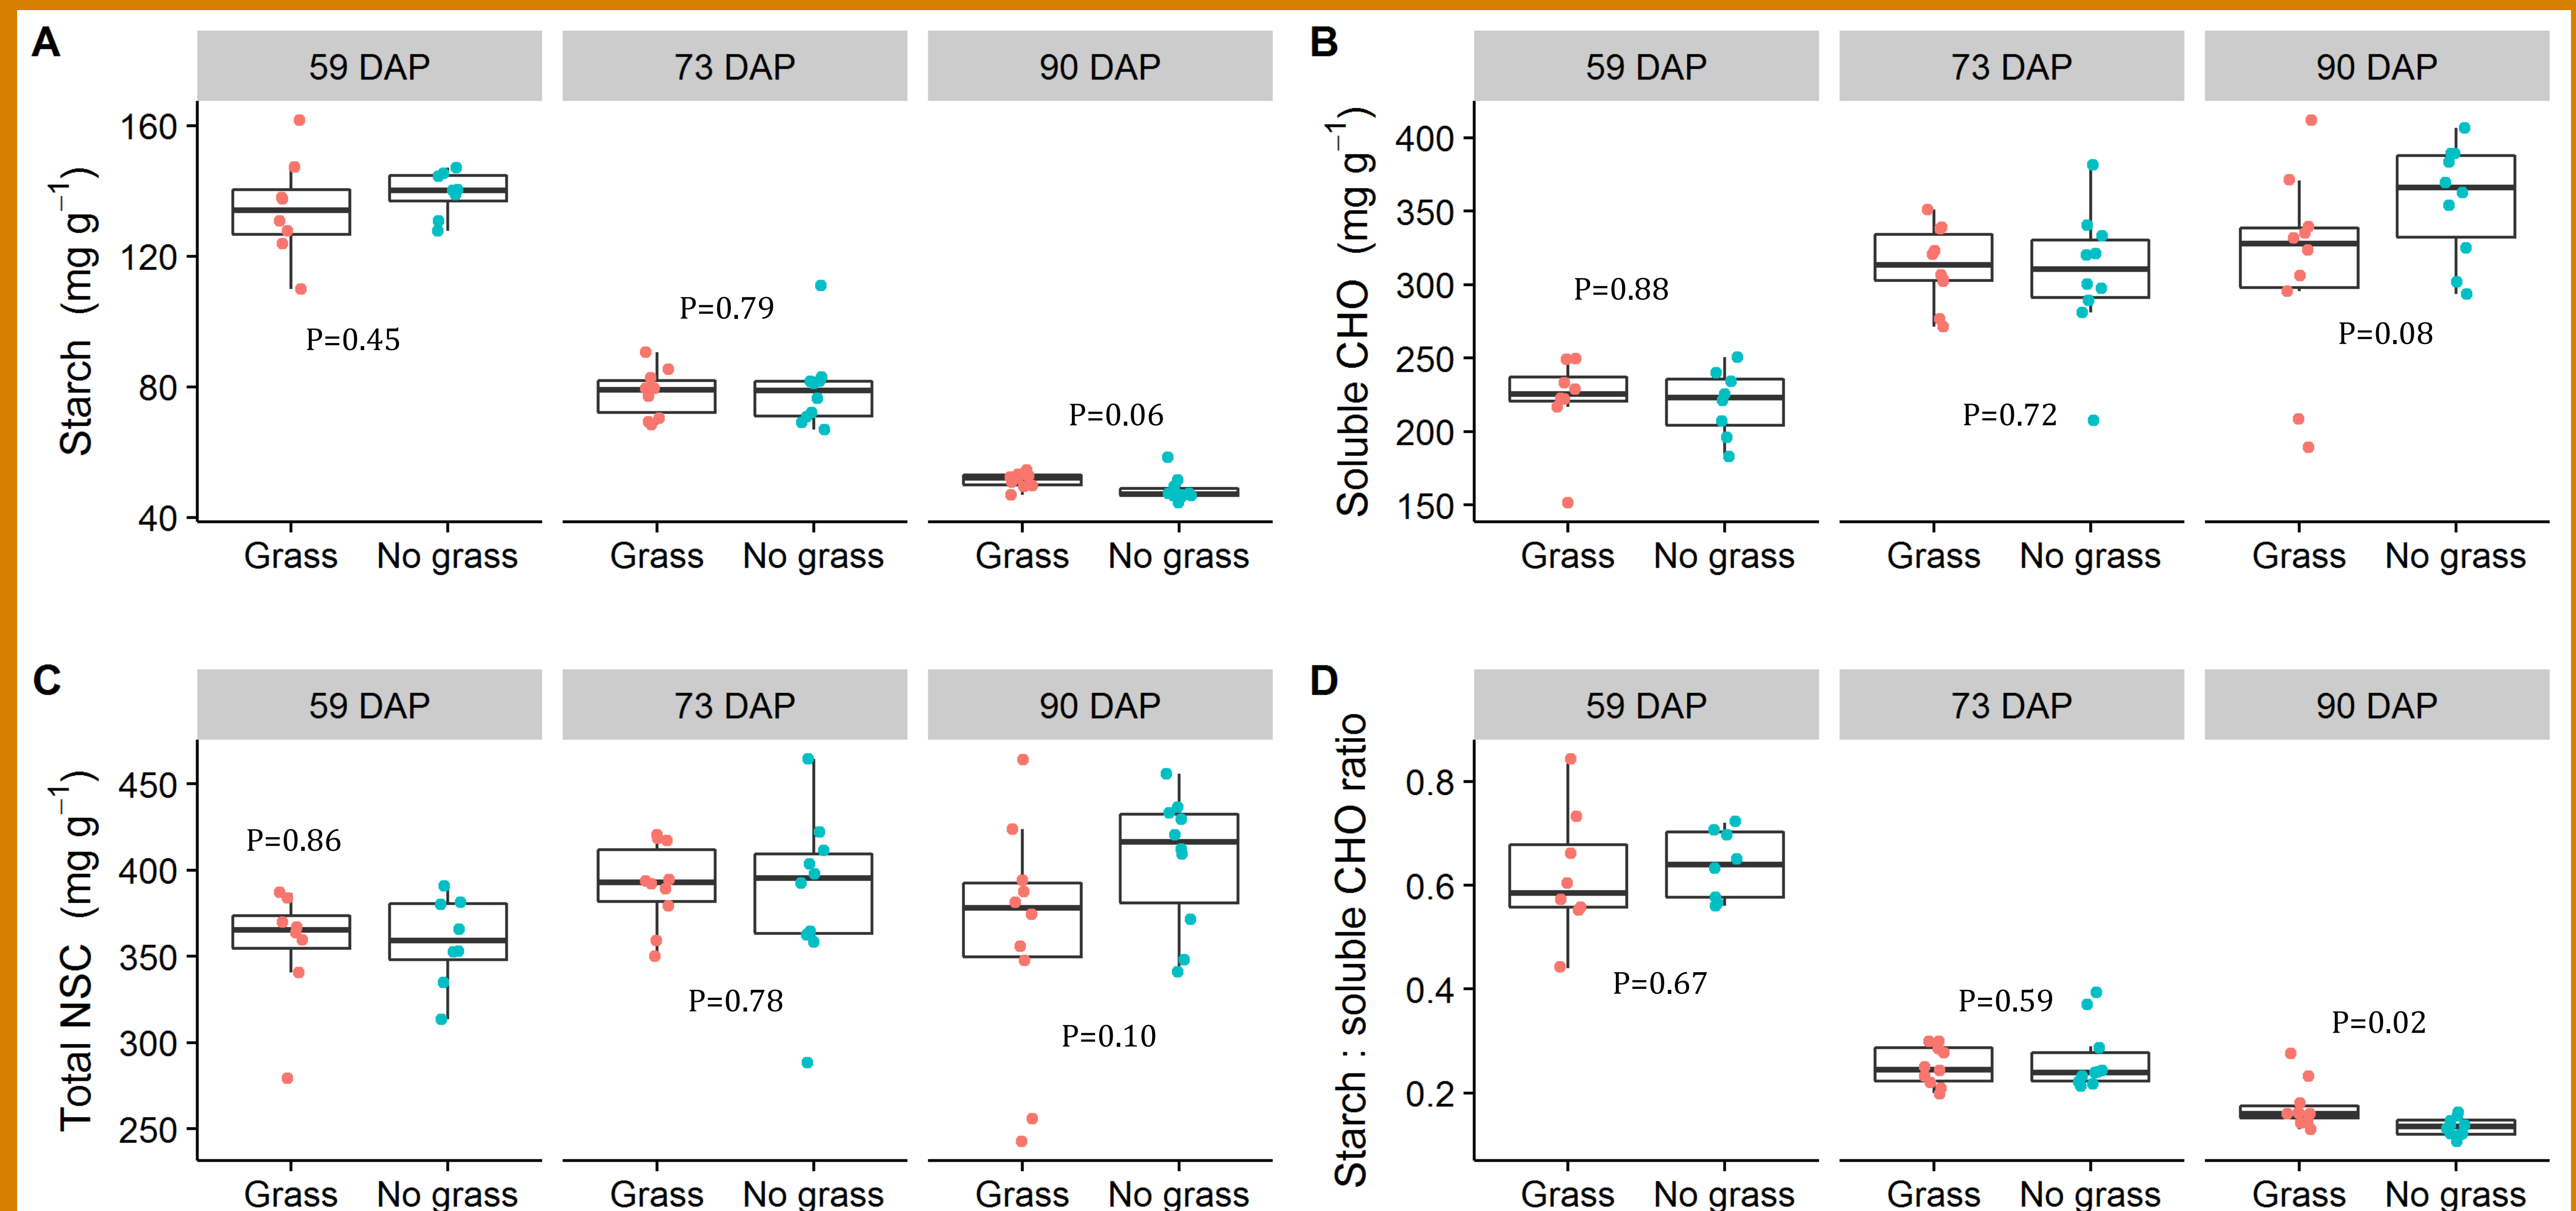 A
59 DAP
73 DAP
90 DAP
Starch (mg g⁻¹)
160
120
80
40
P=0.45
P=0.79
P=0.06
Grass
No grass
Grass
No grass
Grass
No grass
B
59 DAP
73 DAP
90 DAP
Soluble CHO (mg g⁻¹)
400
350
300
250
200
150
P=0.88
P=0.72
P=0.08
Grass
No grass
Grass
No grass
Grass
No grass
C
59 DAP
73 DAP
90 DAP
Total NSC (mg g⁻¹)
450
400
350
300
250
P=0.86
P=0.78
P=0.10
Grass
No grass
Grass
No grass
Grass
No grass
D
59 DAP
73 DAP
90 DAP
Starch : soluble CHO ratio
0.8
0.6
0.4
0.2
P=0.67
P=0.59
P=0.02
Grass
No grass
Grass
No grass
Grass
No grass